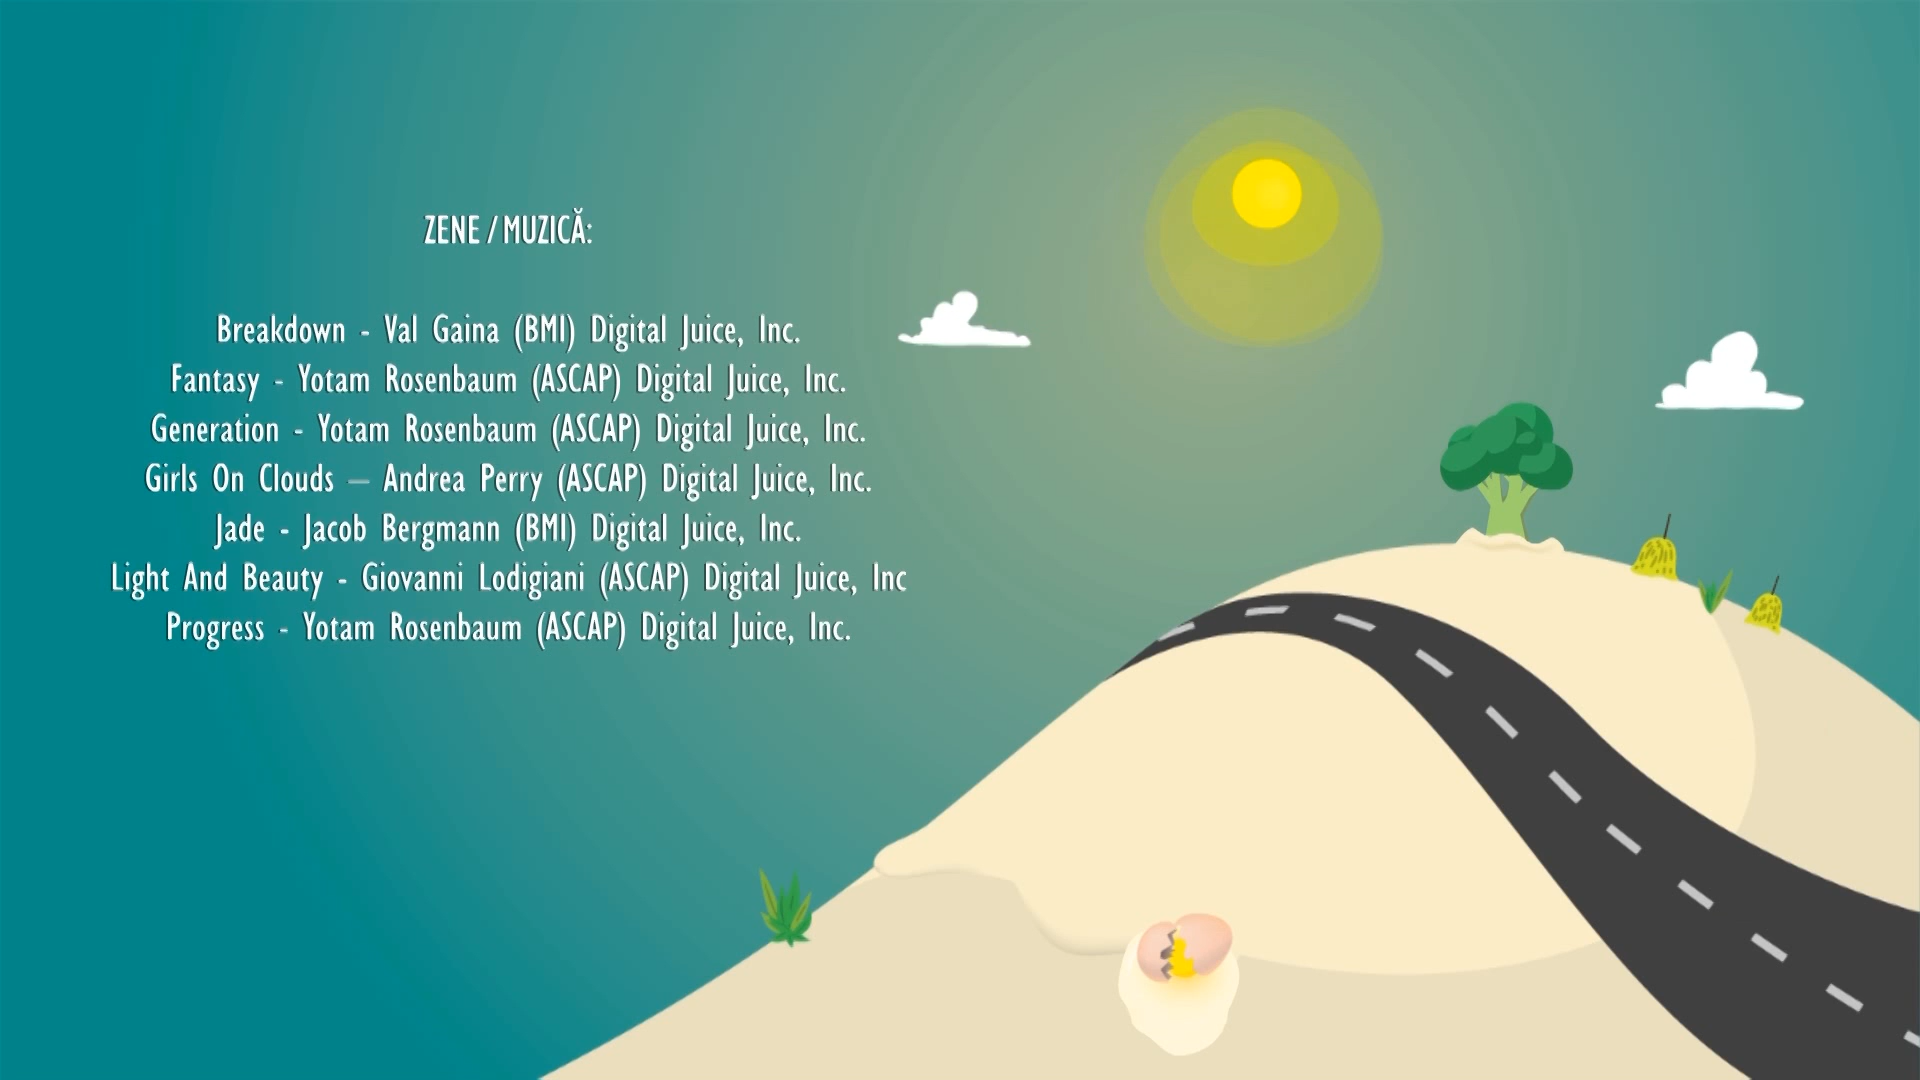 ZENE / MUZICĂ:
Breakdown - Val Gaina (BMI) Digital Juice, Inc.
Fantasy - Yotam Rosenbaum (ASCAP) Digital Juice, Inc.
Generation - Yotam Rosenbaum (ASCAP) Digital Juice, Inc.
Girls On Clouds – Andrea Perry (ASCAP) Digital Juice, Inc.
Jade - Jacob Bergmann (BMI) Digital Juice, Inc.
Light And Beauty - Giovanni Lodigiani (ASCAP) Digital Juice, Inc
Progress - Yotam Rosenbaum (ASCAP) Digital Juice, Inc.